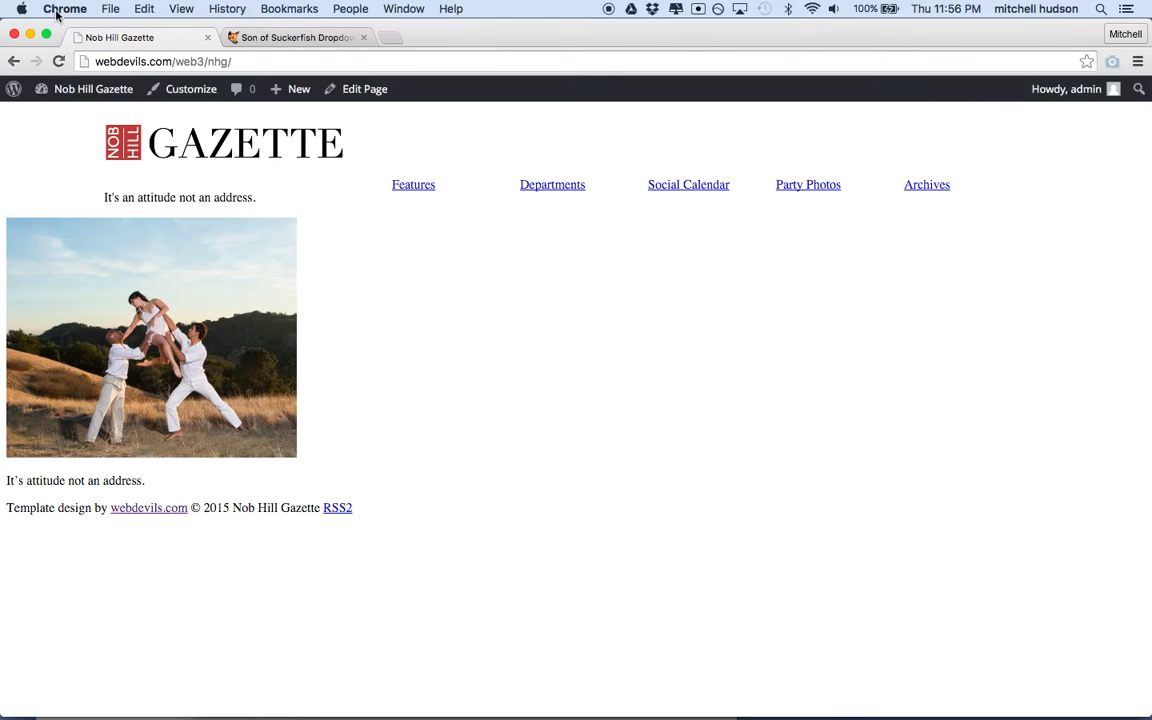 Chrome File Edit View History Bookmarks People Window Help 100% Thu 11:56 PM mitchell hudson
Nob Hill Gazette Son of Suckerfish Dropdov Mitchell
webdevils.com/web3/nhg/
Nob Hill Gazette Customize 0 New Edit Page Howdy, admin
NOB HILL GAZETTE
Features Departments Social Calendar Party Photos Archives
It's an attitude not an address.
It’s attitude not an address.
Template design by webdevils.com © 2015 Nob Hill Gazette RSS2